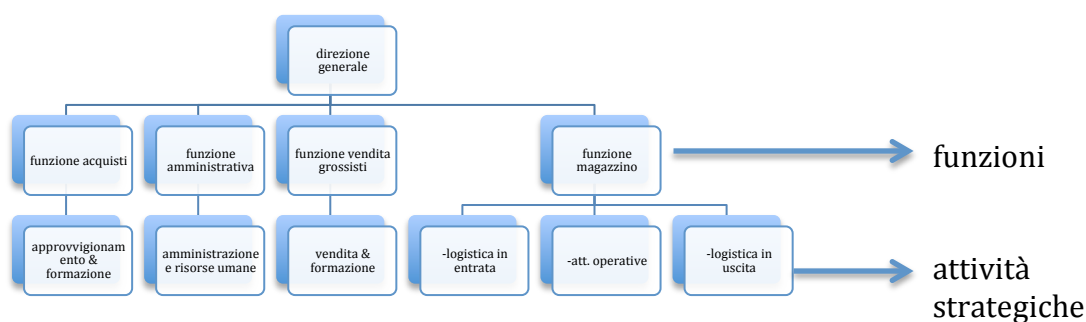 direzione
generale
funzione acquisti
funzione
amministrativa
funzione vendita
grossisti
funzione
magazzino
funzioni
approvvigionam
ento &
formazione
amministrazione
e risorse umane
vendita &
formazione
-logistica in
entrata
-att. operative
-logistica in
uscita
attività
strategiche